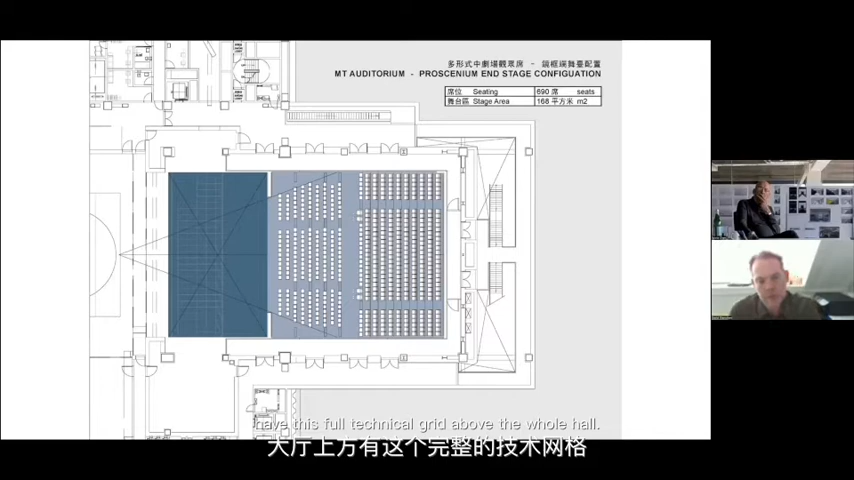 多形式中劇場觀眾席 - 鏡框端舞臺配置
MT AUDITORIUM - PROSCENIUM END STAGE CONFIGUATION
席位 Seating 690 席 seats
舞台區 Stage Area 168 平方米 m2
have this full technical grid above the whole hall.
大厅上方有这个完整的技术网格